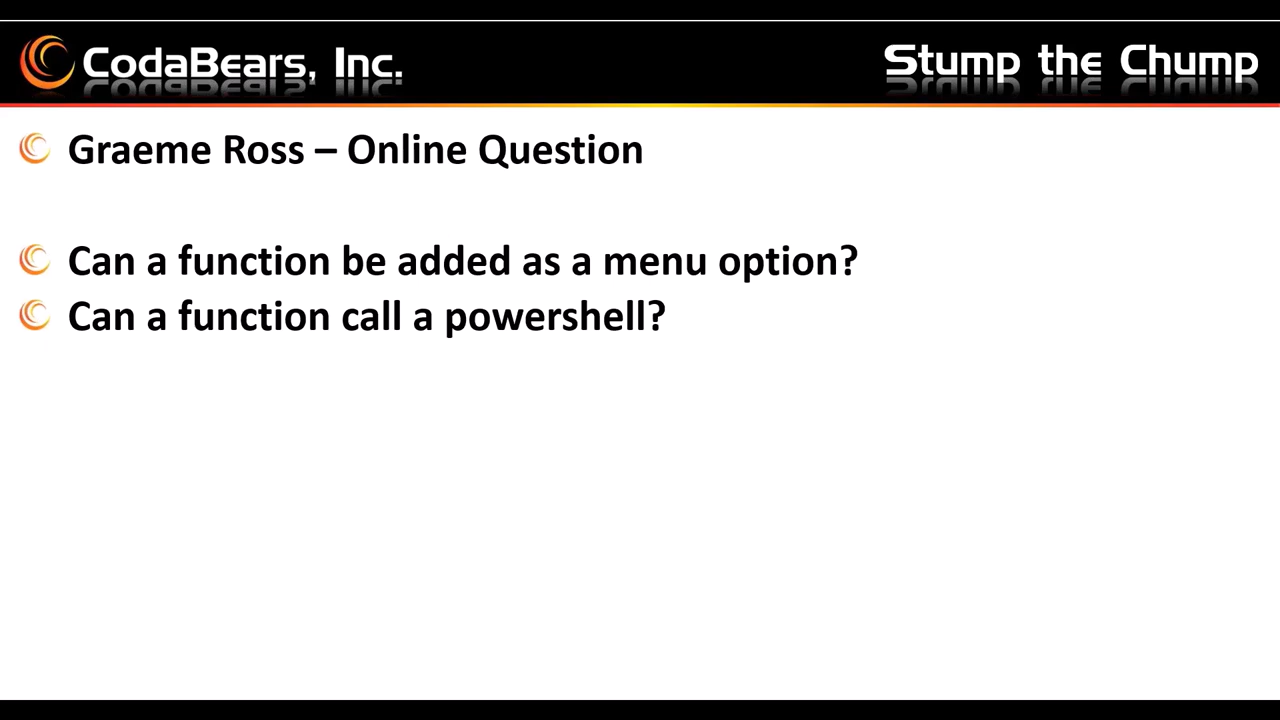 CodaBears, Inc.
Stump the Chump
Graeme Ross – Online Question
Can a function be added as a menu option?
Can a function call a powershell?